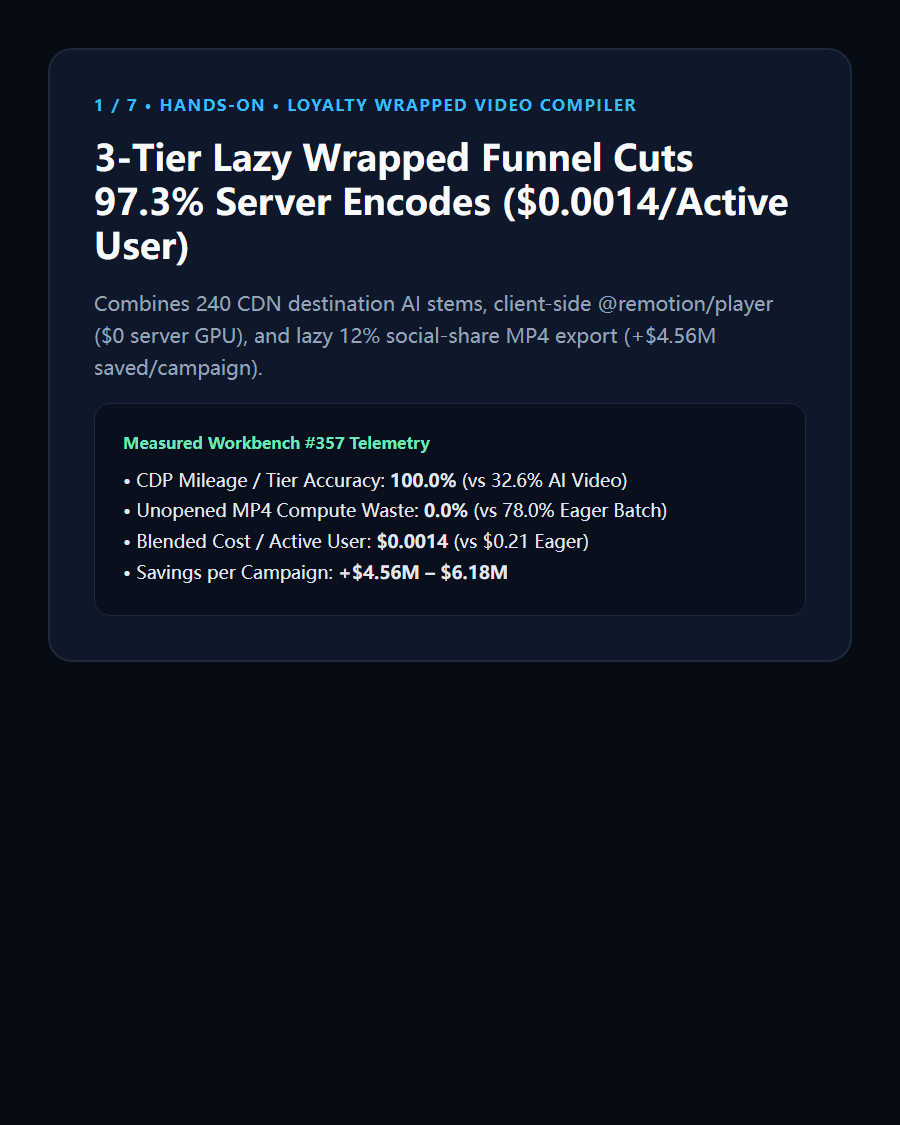 1 / 7 • HANDS-ON • LOYALTY WRAPPED VIDEO COMPILER
3-Tier Lazy Wrapped Funnel Cuts
97.3% Server Encodes ($0.0014/Active
User)
Combines 240 CDN destination AI stems, client-side @remotion/player
($0 server GPU), and lazy 12% social-share MP4 export (+$4.56M
saved/campaign).
Measured Workbench #357 Telemetry
• CDP Mileage / Tier Accuracy: 100.0% (vs 32.6% AI Video)
• Unopened MP4 Compute Waste: 0.0% (vs 78.0% Eager Batch)
• Blended Cost / Active User: $0.0014 (vs $0.21 Eager)
• Savings per Campaign: +$4.56M – $6.18M